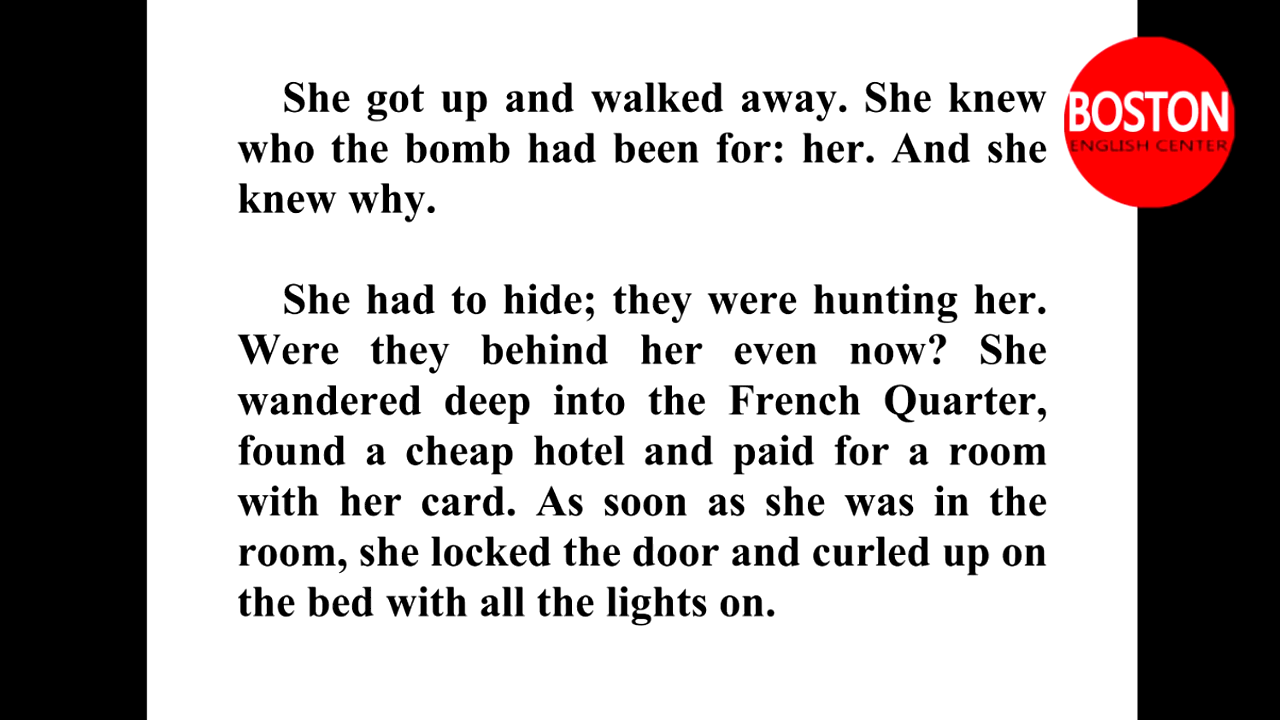 She got up and walked away. She knew
who the bomb had been for: her. And she
knew why.
She had to hide; they were hunting her.
Were they behind her even now? She
wandered deep into the French Quarter,
found a cheap hotel and paid for a room
with her card. As soon as she was in the
room, she locked the door and curled up on
the bed with all the lights on.
BOSTON
ENGLISH CENTER